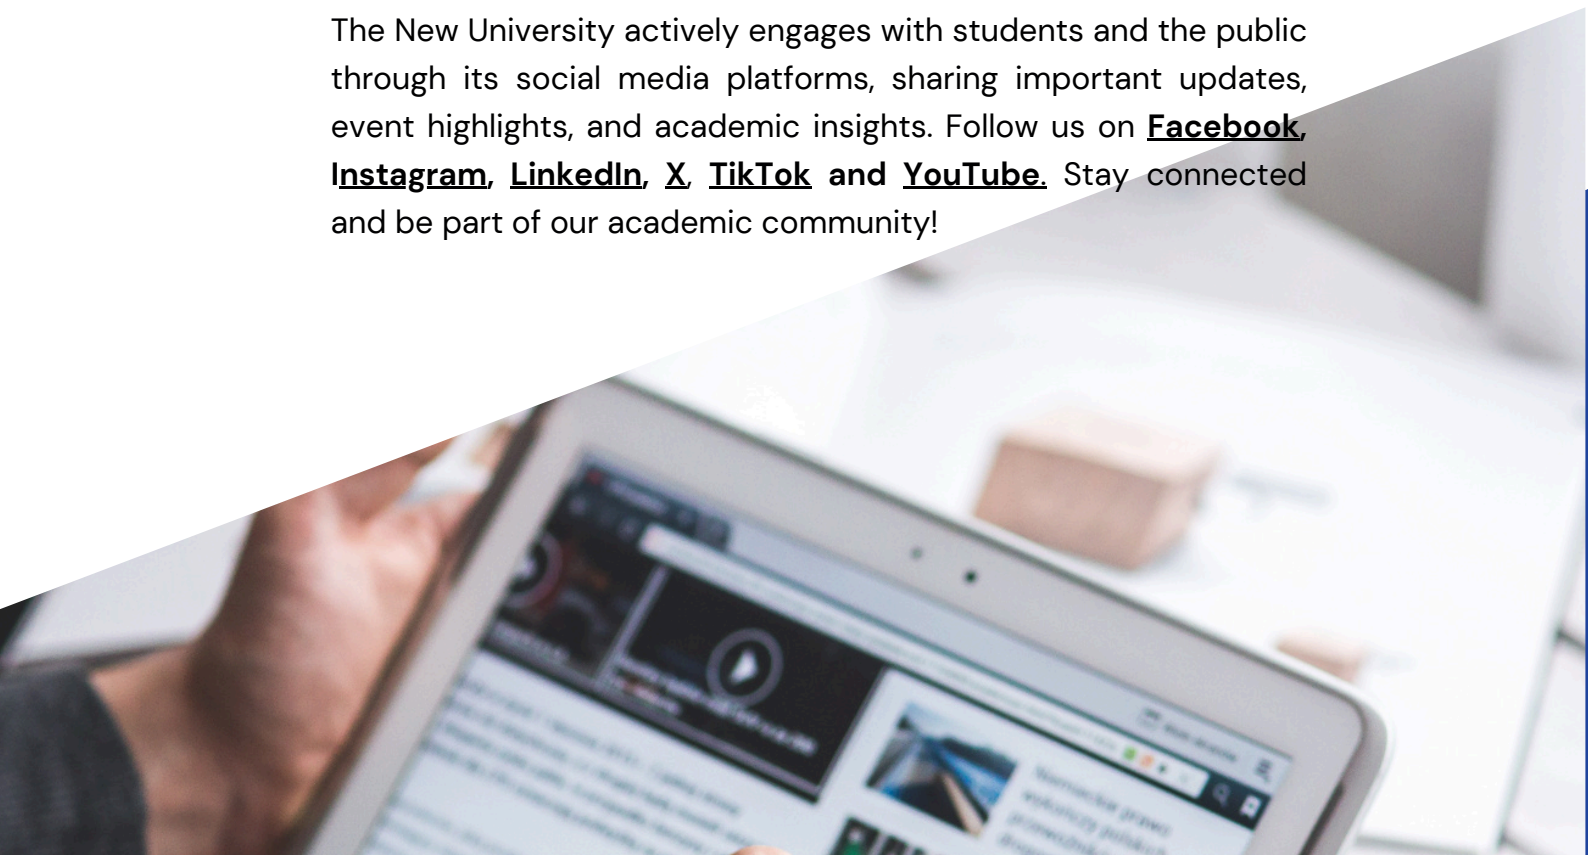 The New University actively engages with students and the public
through its social media platforms, sharing important updates,
event highlights, and academic insights. Follow us on Facebook,
Instagram, LinkedIn, X, TikTok and YouTube. Stay connected
and be part of our academic community!